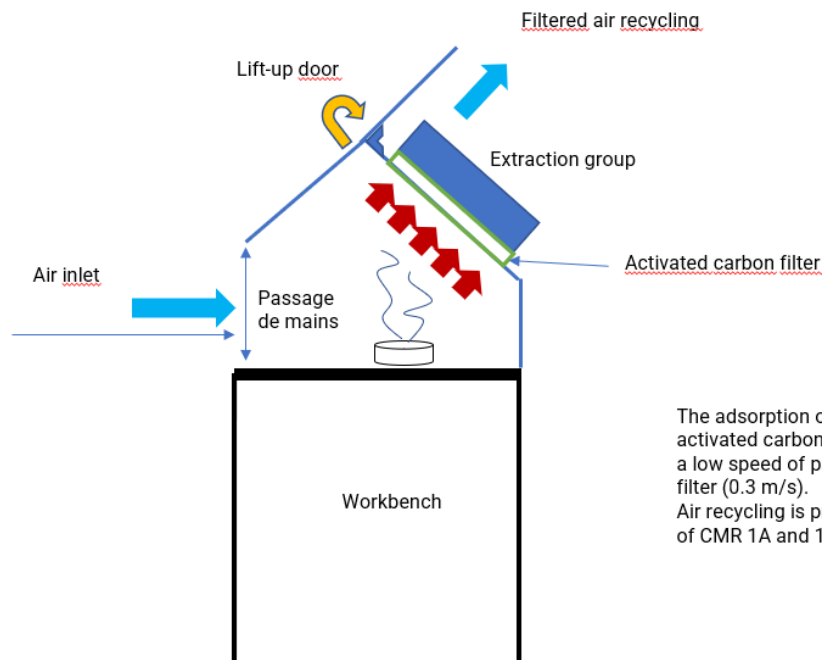 Filtered air recycling
Lift-up door
Extraction group
Activated carbon filter
Air inlet
Passage
de mains
The adsorption
activated carbon
a low speed of
filter (0.3 m/s).
Air recycling is
of CMR 1A and
Workbench